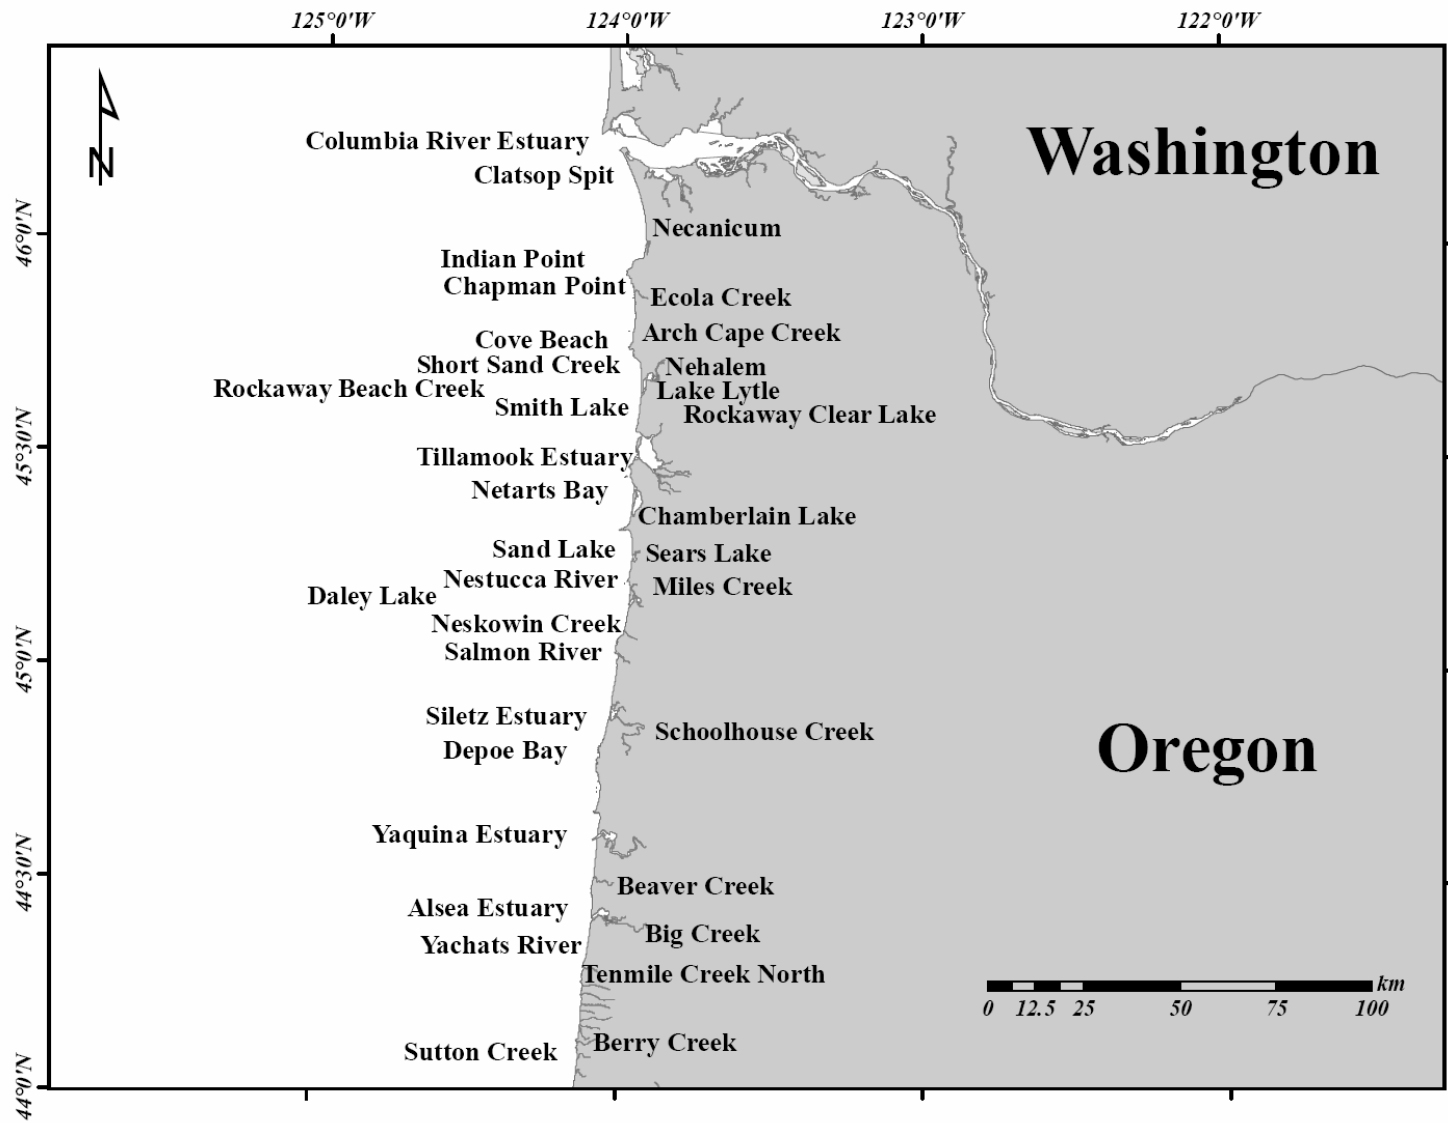 125°0'W 124°0'W 123°0'W 122°0'W
N
Washington
Columbia River Estuary
Clatsop Spit
46°0'N
Necanicum
Indian Point
Chapman Point
Ecola Creek
Arch Cape Creek
Cove Beach
Short Sand Creek
Nehalem
Rockaway Beach Creek
Lake Lytle
Smith Lake
Rockaway Clear Lake
45°30'N
Tillamook Estuary
Netarts Bay
Chamberlain Lake
Sand Lake
Sears Lake
Nestucca River
Miles Creek
Daley Lake
Neskowin Creek
Salmon River
45°0'N
Siletz Estuary
Schoolhouse Creek
Depoe Bay
Oregon
Yaquina Estuary
44°30'N
Beaver Creek
Alsea Estuary
Big Creek
Yachats River
Tenmile Creek North
km
0 12.5 25 50 75 100
Berry Creek
Sutton Creek
44°0'N